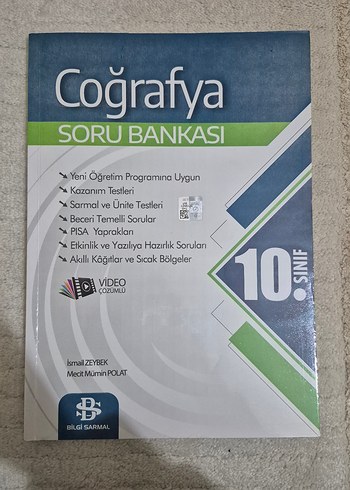 Coğrafya
SORU BANKASI
Yeni Öğretim Programına Uygun
Kazanım Testleri
Sarmal ve Ünite Testleri
Beceri Temelli Sorular
PISA Yaprakları
Etkinlik ve Yazılıya Hazırlık Soruları
Akıllı Kâğıtlar ve Sıcak Bölgeler
VİDEO
ÇÖZÜMLÜ
10. SINIF
İsmail ZEYBEK
Mecit Mümin POLAT
BİLGİ SARMAL